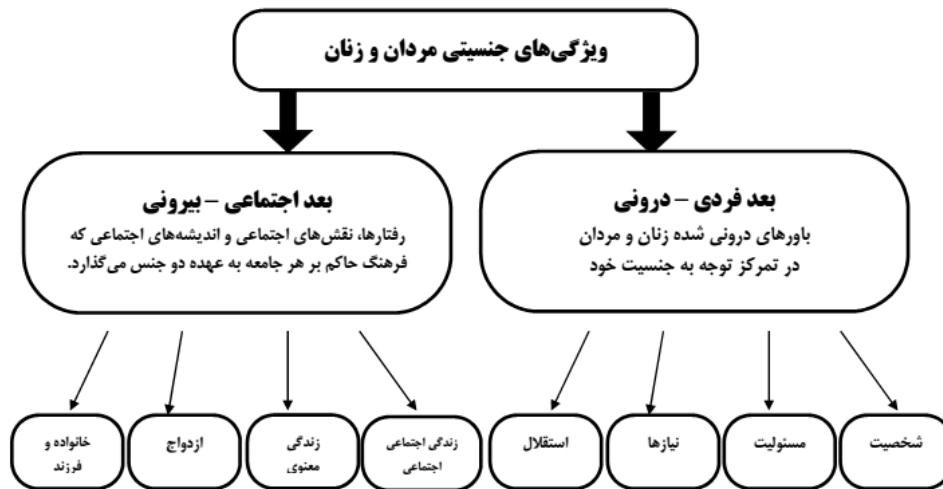 ویژگی‌های جنسیتی مردان و زنان
بعد فردی – درونی
باورهای درونی شده زنان و مردان
در تمرکز توجه به جنسیت خود
بعد اجتماعی – بیرونی
رفتارها، نقش‌های اجتماعی و اندیشه‌های اجتماعی که
فرهنگ حاکم بر هر جامعه به عهده دو جنس می‌گذارد.
شخصیت
مسئولیت
نیازها
استقلال
زندگی اجتماعی
اجتماعی
زندگی
معنوی
ازدواج
خانواده و
فرزند